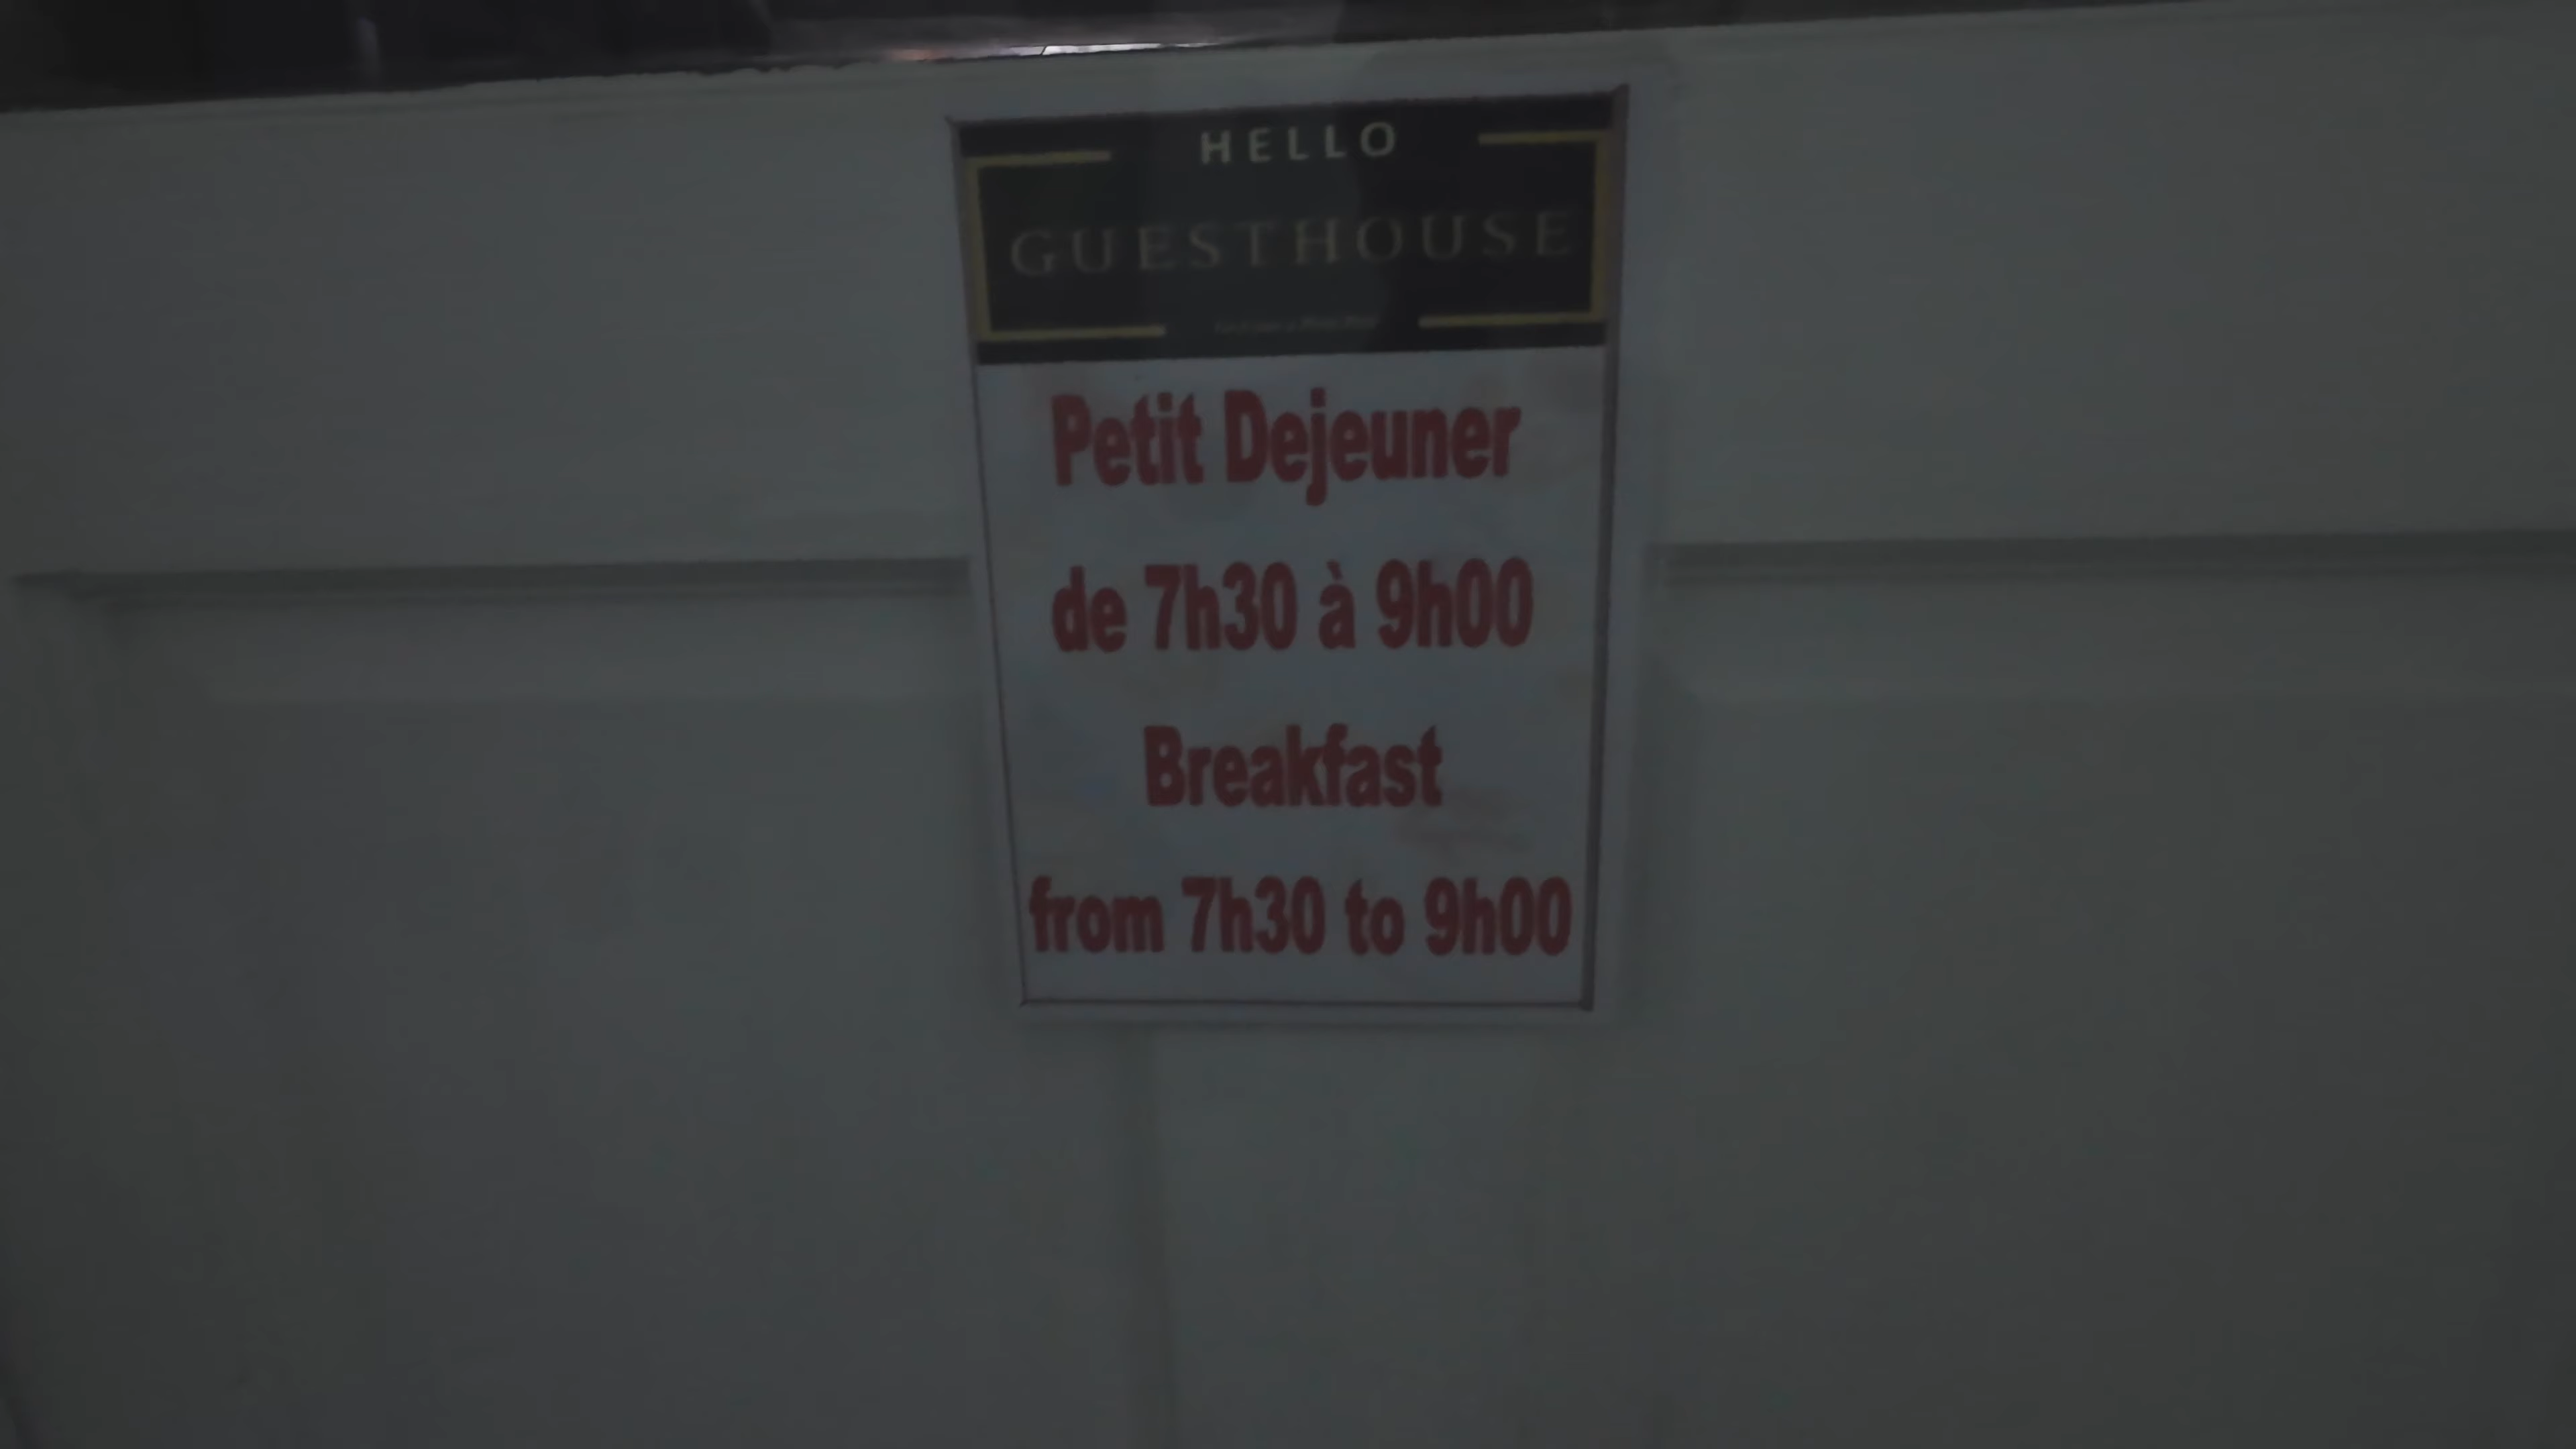 HELLO
GUESTHOUSE
Petit Dejeuner
de 7h30 à 9h00
Breakfast
from 7h30 to 9h00